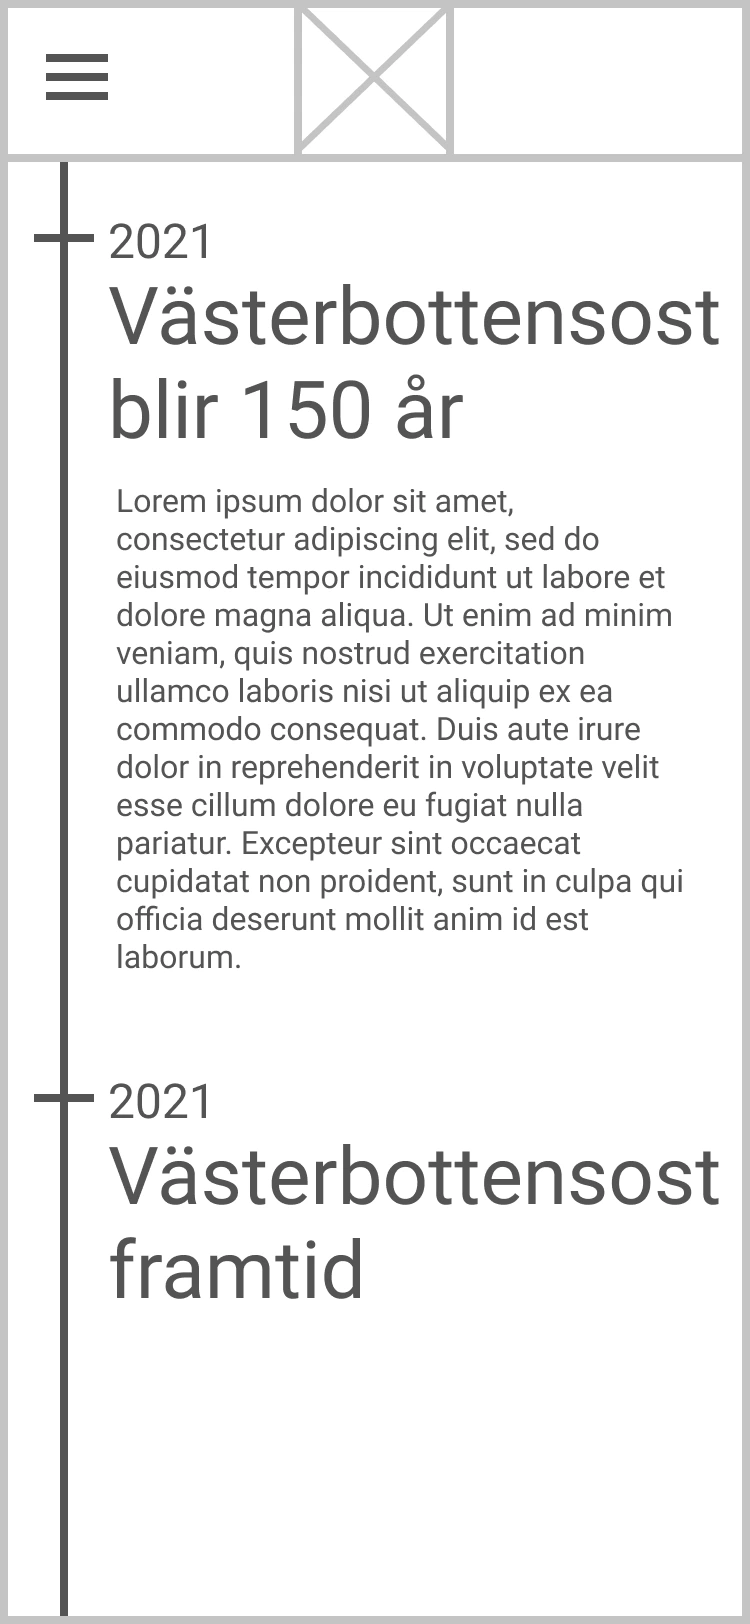 2021
Västerbottensost
blir 150 år
Lorem ipsum dolor sit amet,
consectetur adipiscing elit, sed do
eiusmod tempor incididunt ut labore et
dolore magna aliqua. Ut enim ad minim
veniam, quis nostrud exercitation
ullamco laboris nisi ut aliquip ex ea
commodo consequat. Duis aute irure
dolor in reprehenderit in voluptate velit
esse cillum dolore eu fugiat nulla
pariatur. Excepteur sint occaecat
cupidatat non proident, sunt in culpa qui
officia deserunt mollit anim id est
laborum.
2021
Västerbottensost
framtid